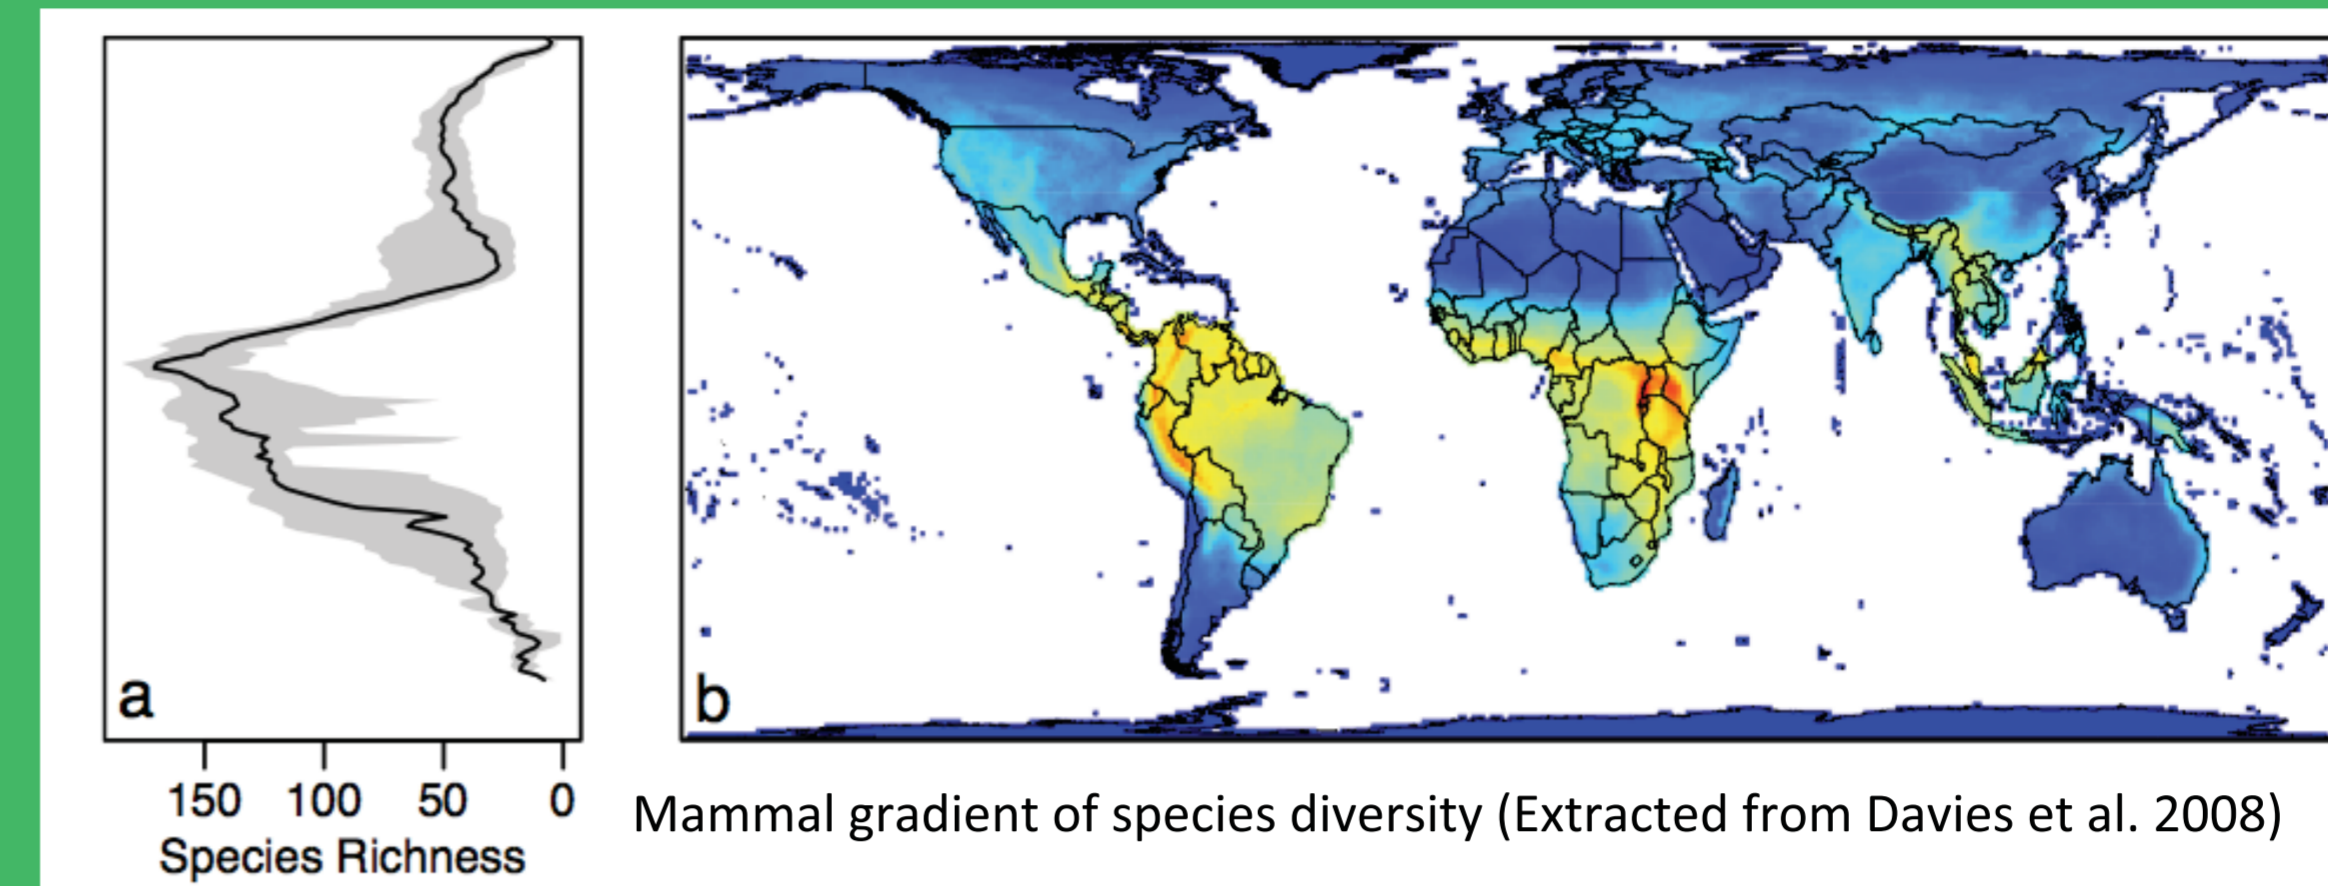 a
b
150 100 50 0
Species Richness
Mammal gradient of species diversity (Extracted from Davies et al. 2008)